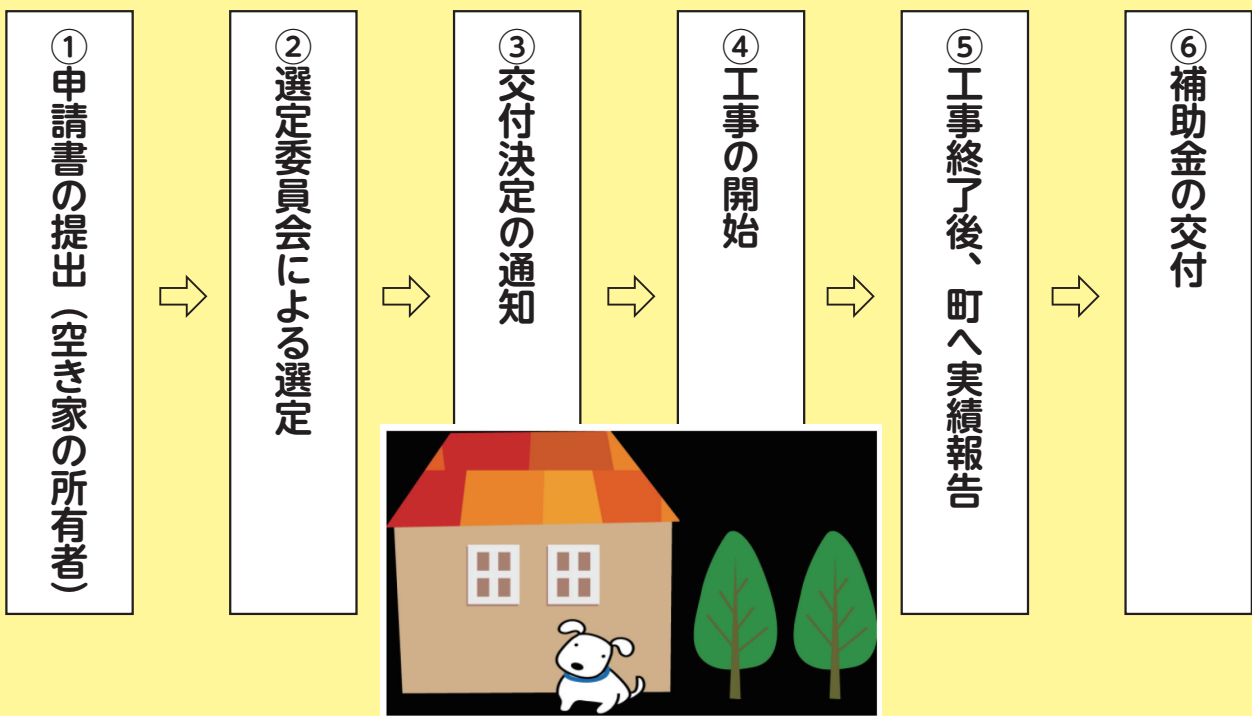 ①申請書の提出（空き家の所有者）
②選定委員会による選定
③交付決定の通知
④工事の開始
⑤工事終了後、町へ実績報告
⑥補助金の交付